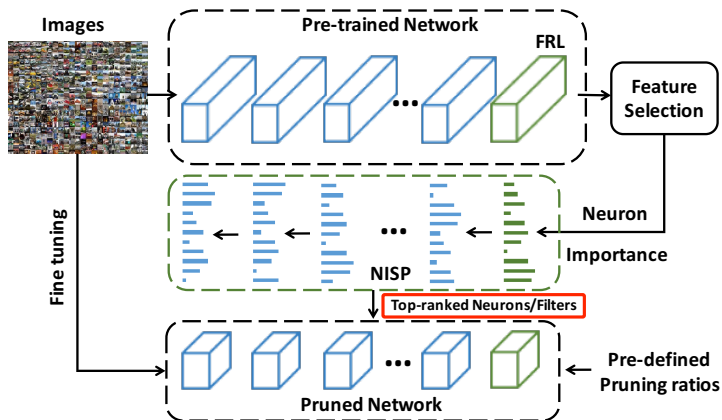 Images
Pre-trained Network
FRL
Feature
Selection
Fine tuning
Neuron
Importance
NISP
Top-ranked Neurons/Filters
Pre-defined
Pruning ratios
Pruned Network